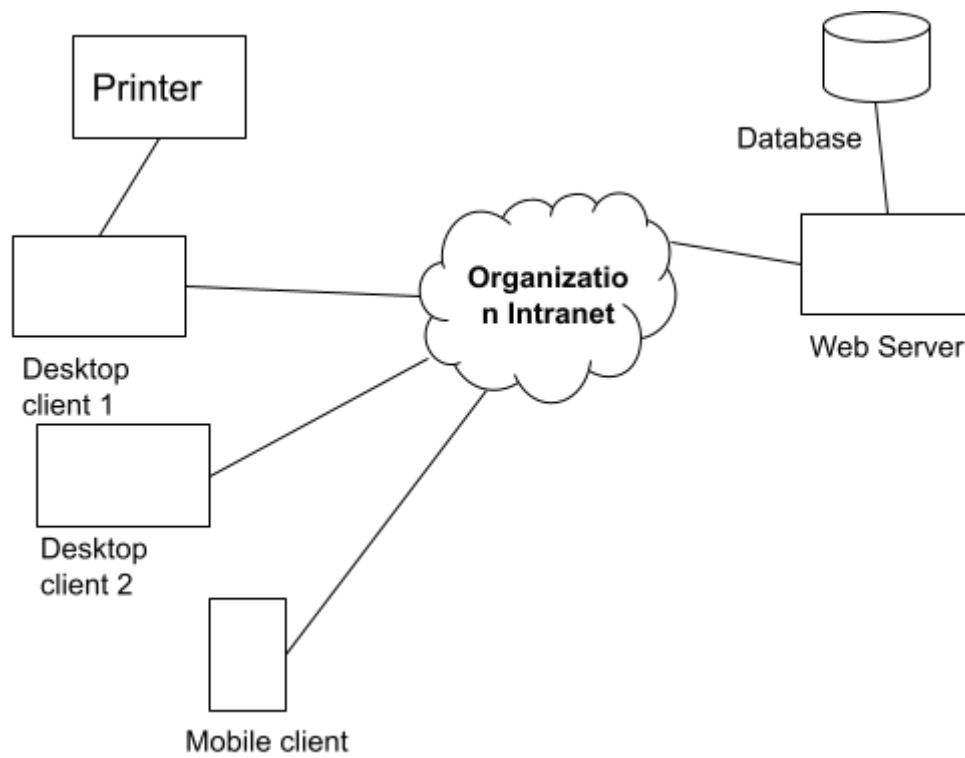 Printer
Database
Organizatio
n Intranet
Web Server
Desktop
client 1
Desktop
client 2
Mobile client